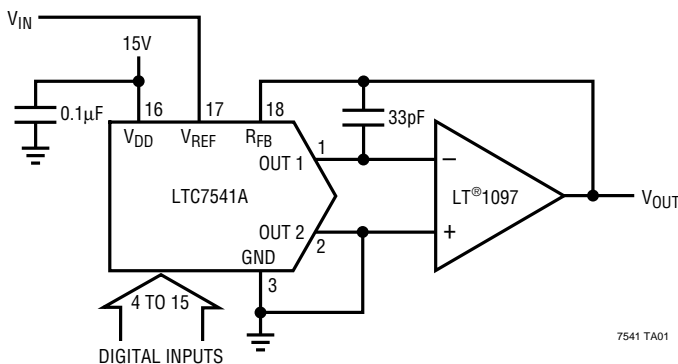 VIN
15V
0.1µF
16
17
18
VDD
VREF
RFB
33pF
OUT 1
1
–
LTC7541A
LT®1097
VOUT
OUT 2
2
+
GND
3
4 TO 15
DIGITAL INPUTS
7541 TA01